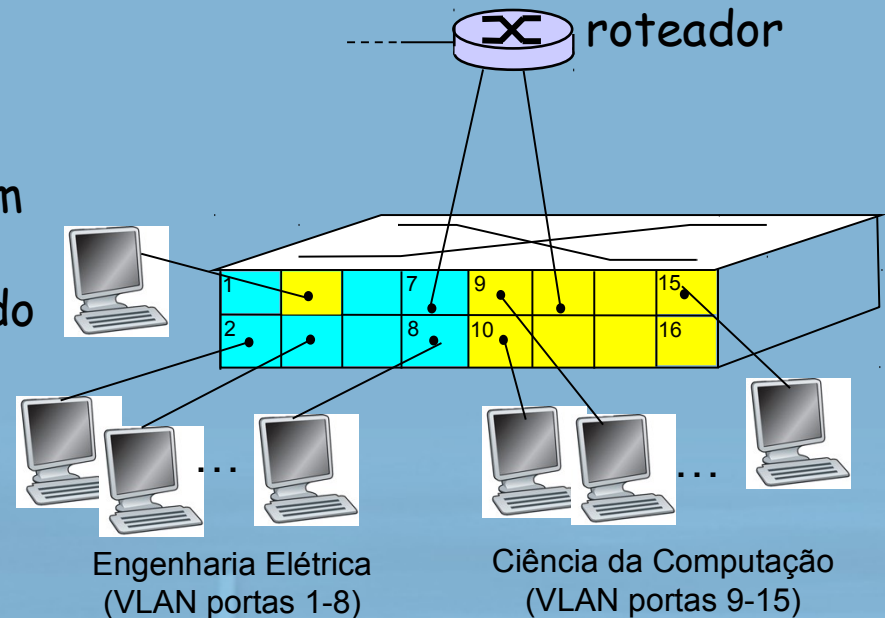 roteador
m
do
1
7
9
15
2
8
10
16
...
...
Engenharia Elétrica
(VLAN portas 1-8)
Ciência da Computação
(VLAN portas 9-15)